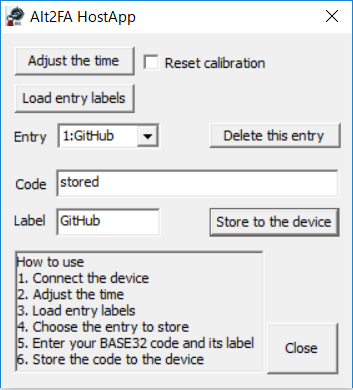 Alt2FA HostApp
Adjust the time
Reset calibration
Load entry labels
Entry 1:GitHub
Delete this entry
Code stored
Label GitHub
Store to the device
How to use
1. Connect the device
2. Adjust the time
3. Load entry labels
4. Choose the entry to store
5. Enter your BASE32 code and its label
6. Store the code to the device
Close